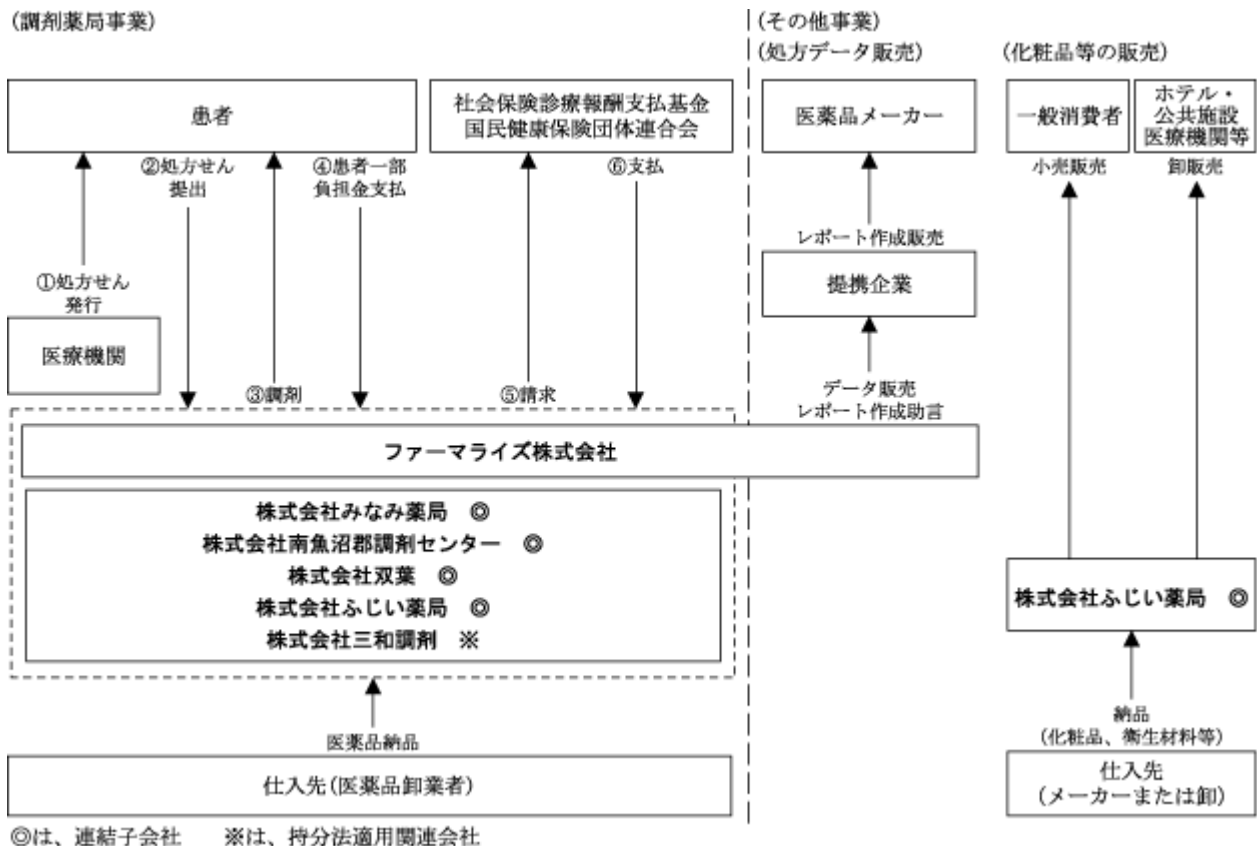 (調剤薬局事業)
(その他事業)
(処方データ販売)
(化粧品等の販売)
患者
社会保険診療報酬支払基金
国民健康保険団体連合会
医薬品メーカー
一般消費者
ホテル・
公共施設
医療機関等
②処方せん
提出
④患者一部
負担金支払
⑥支払
小売販売
卸販売
レポート作成販売
①処方せん
発行
提携企業
医療機関
③調剤
⑤請求
データ販売
レポート作成助言
ファーマライズ株式会社
株式会社みなみ薬局 ◎
株式会社南魚沼郡調剤センター ◎
株式会社双葉 ◎
株式会社ふじい薬局 ◎
株式会社三和調剤 ※
株式会社ふじい薬局 ◎
医薬品納品
納品
(化粧品、衛生材料等)
仕入先(医薬品卸業者)
仕入先
(メーカーまたは卸)
◎は、連結子会社 ※は、持分法適用関連会社